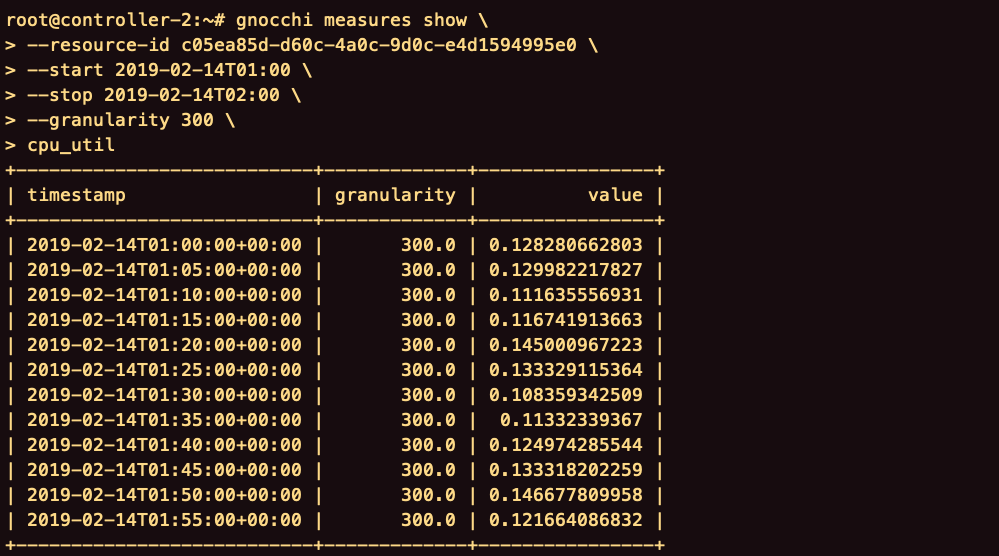 root@controller-2:~# gnocchi measures show \
> --resource-id c05ea85d-d60c-4a0c-9d0c-e4d1594995e0 \
> --start 2019-02-14T01:00 \
> --stop 2019-02-14T02:00 \
> --granularity 300 \
> cpu_util
+---------------------------+-------------+----------------+
| timestamp                 | granularity |          value |
+---------------------------+-------------+----------------+
| 2019-02-14T01:00:00+00:00 |       300.0 | 0.128280662803 |
| 2019-02-14T01:05:00+00:00 |       300.0 | 0.129982217827 |
| 2019-02-14T01:10:00+00:00 |       300.0 | 0.111635556931 |
| 2019-02-14T01:15:00+00:00 |       300.0 | 0.116741913663 |
| 2019-02-14T01:20:00+00:00 |       300.0 | 0.145000967223 |
| 2019-02-14T01:25:00+00:00 |       300.0 | 0.133329115364 |
| 2019-02-14T01:30:00+00:00 |       300.0 | 0.108359342509 |
| 2019-02-14T01:35:00+00:00 |       300.0 |  0.11332339367 |
| 2019-02-14T01:40:00+00:00 |       300.0 | 0.124974285544 |
| 2019-02-14T01:45:00+00:00 |       300.0 | 0.133318202259 |
| 2019-02-14T01:50:00+00:00 |       300.0 | 0.146677809958 |
| 2019-02-14T01:55:00+00:00 |       300.0 | 0.121664086832 |
+---------------------------+-------------+----------------+